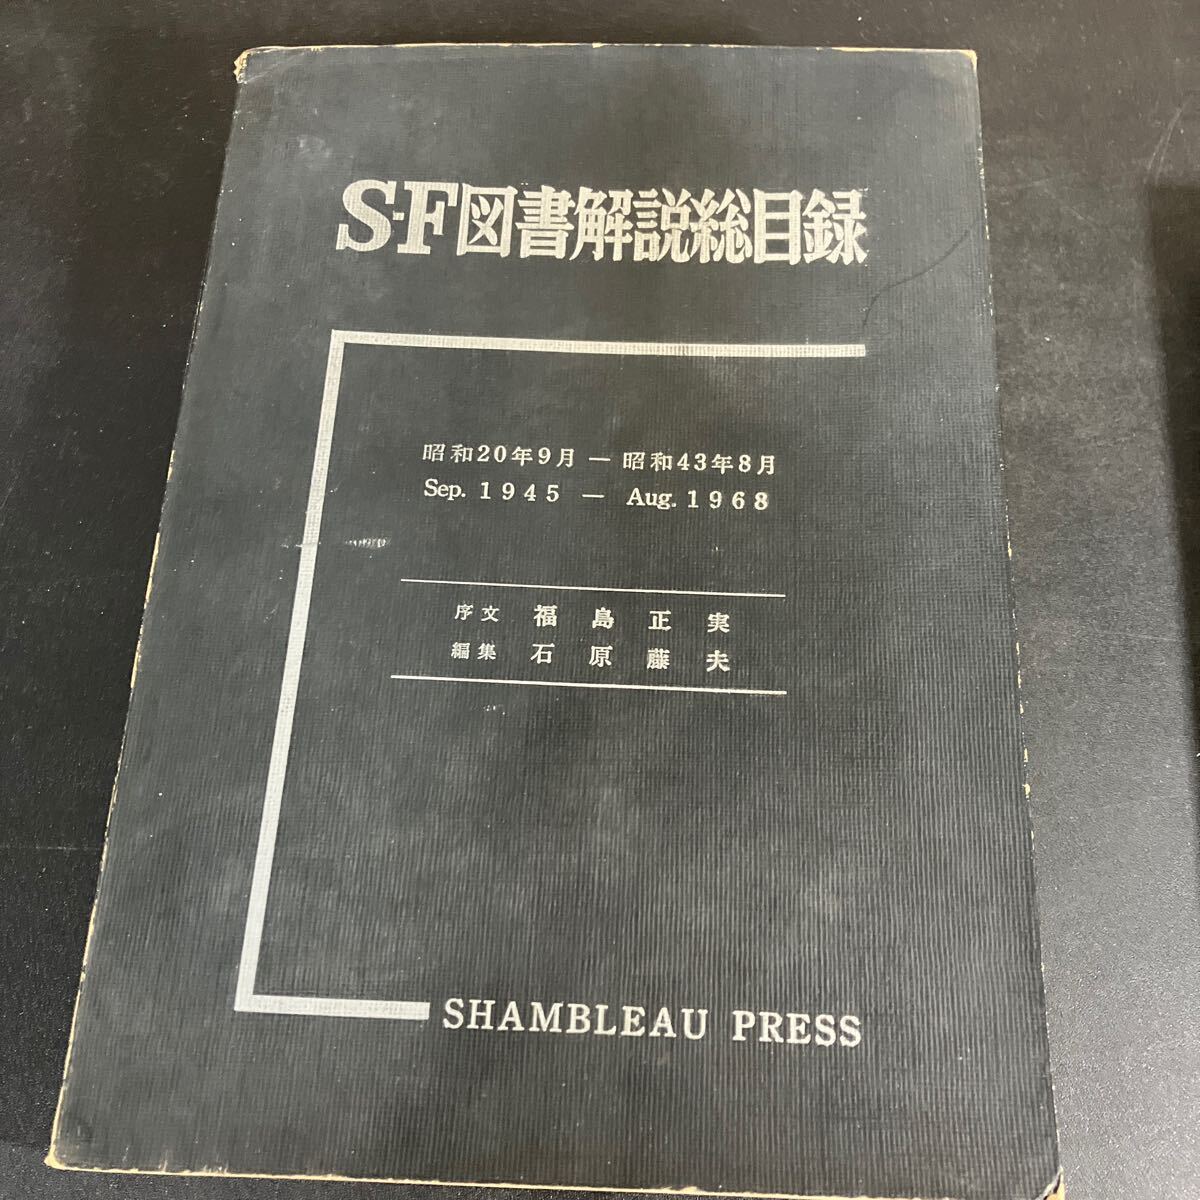 S-F図書解説総目録
昭和20年9月 — 昭和43年8月
Sep. 1945 — Aug. 1968
序文 福島正実
編集 石原藤夫
SHAMBLEAU PRESS